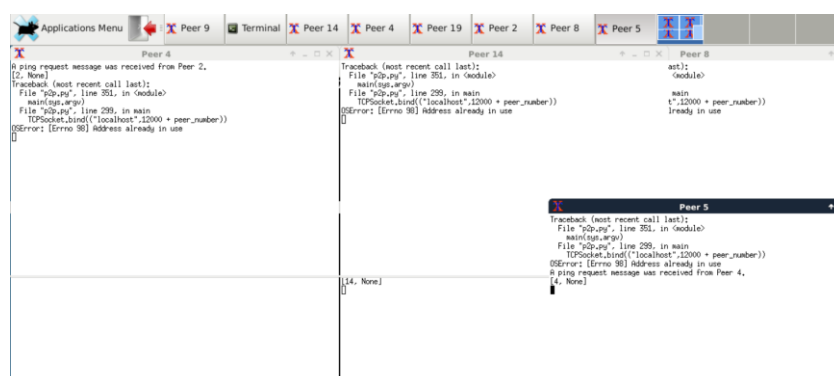 Applications Menu
Peer 9
Terminal
Peer 14
Peer 4
Peer 19
Peer 2
Peer 8
Peer 5
Peer 4
A ping request message was received from Peer 2.
[2, None]
Traceback (most recent call last):
File "p2p.py", line 351, in <module>
main(sys.argv)
File "p2p.py", line 299, in main
TCPSocket.bind(("localhost",12000 + peer_number))
OSError: [Errno 98] Address already in use
Peer 14
Traceback (most recent call last):
File "p2p.py", line 351, in <module>
main(sys.argv)
File "p2p.py", line 299, in main
TCPSocket.bind(("localhost",12000 + peer_number))
OSError: [Errno 98] Address already in use
[14, None]
Peer 8
ast):
<module>
main
t",12000 + peer_number))
lready in use
Peer 5
Traceback (most recent call last):
File "p2p.py", line 351, in <module>
main(sys.argv)
File "p2p.py", line 299, in main
TCPSocket.bind(("localhost",12000 + peer_number))
OSError: [Errno 98] Address already in use
A ping request message was received from Peer 4.
[4, None]